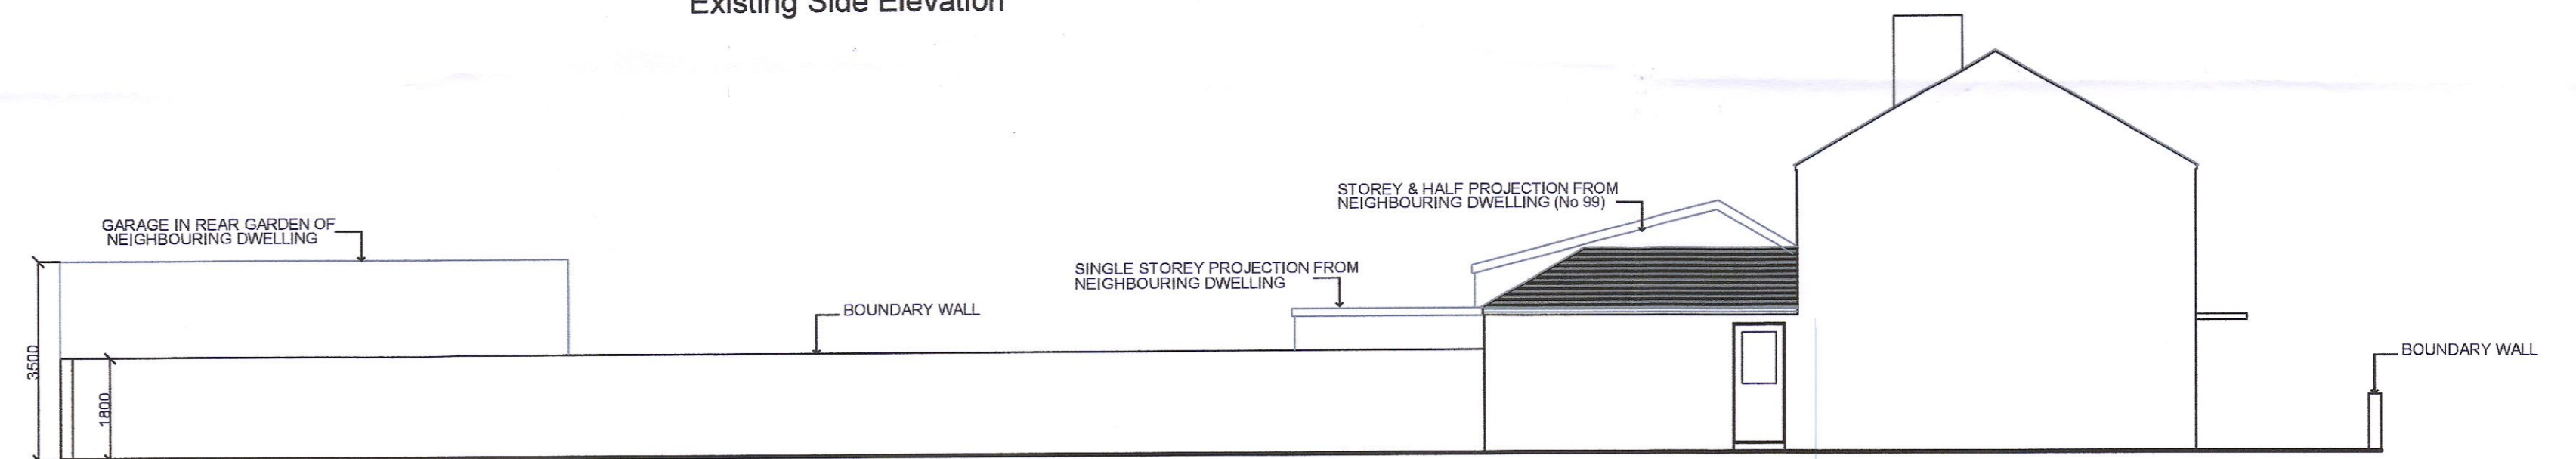 Existing Side Elevation
STOREY & HALF PROJECTION FROM
NEIGHBOURING DWELLING (No 99)
GARAGE IN REAR GARDEN OF
NEIGHBOURING DWELLING
SINGLE STOREY PROJECTION FROM
NEIGHBOURING DWELLING
BOUNDARY WALL
BOUNDARY WALL
3500
1800